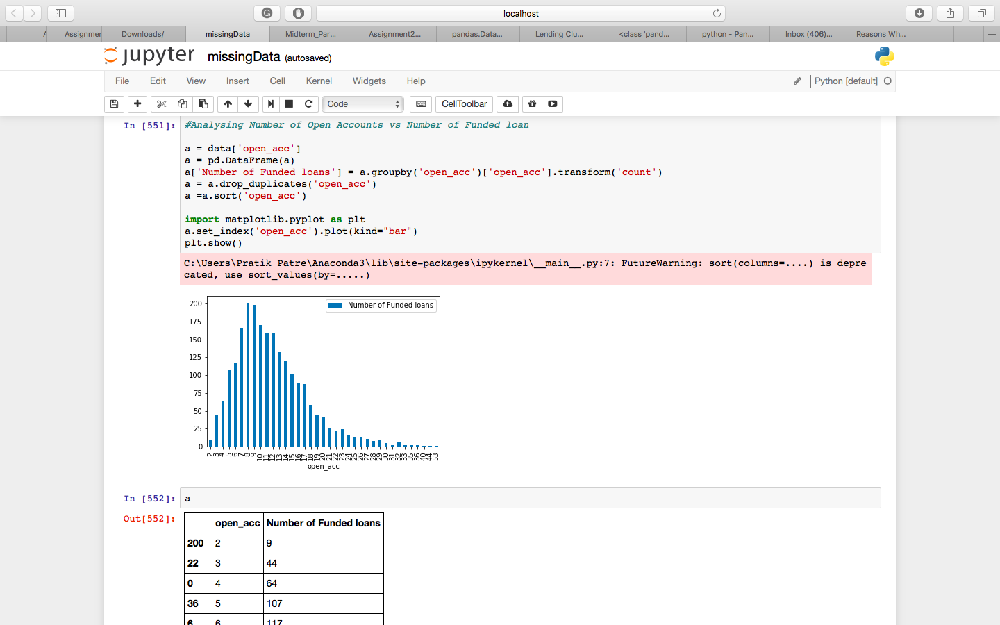 localhost
Assignmer
Downloads/
missingData
Midterm_Par...
Assignment2...
pandas.Data...
Lending Clu...
<class 'pand...
python - Pan...
Inbox (406)...
Reasons Wh...
jupyter missingData (autosaved)
File Edit View Insert Cell Kernel Widgets Help Python [default]
Code CellToolbar
In [551]: #Analysing Number of Open Accounts vs Number of Funded loan
a = data['open_acc']
a = pd.DataFrame(a)
a['Number of Funded loans'] = a.groupby('open_acc')['open_acc'].transform('count')
a = a.drop_duplicates('open_acc')
a =a.sort('open_acc')
import matplotlib.pyplot as plt
a.set_index('open_acc').plot(kind="bar")
plt.show()
C:\Users\Pratik Patre\Anaconda3\lib\site-packages\ipykernel\__main__.py:7: FutureWarning: sort(columns=....) is depre
cated, use sort_values(by=.....)
Number of Funded loans
200
175
150
125
100
75
50
25
0
2 3 4 5 6 7 8 9 10 11 12 13 14 15 16 17 18 19 20 21 22 23 24 25 26 27 28 29 30 31 32 33 35 36 40 44 53
open_acc
In [552]: a
Out[552]:
open_acc Number of Funded loans
200 2 9
22 3 44
0 4 64
36 5 107
6 6 117